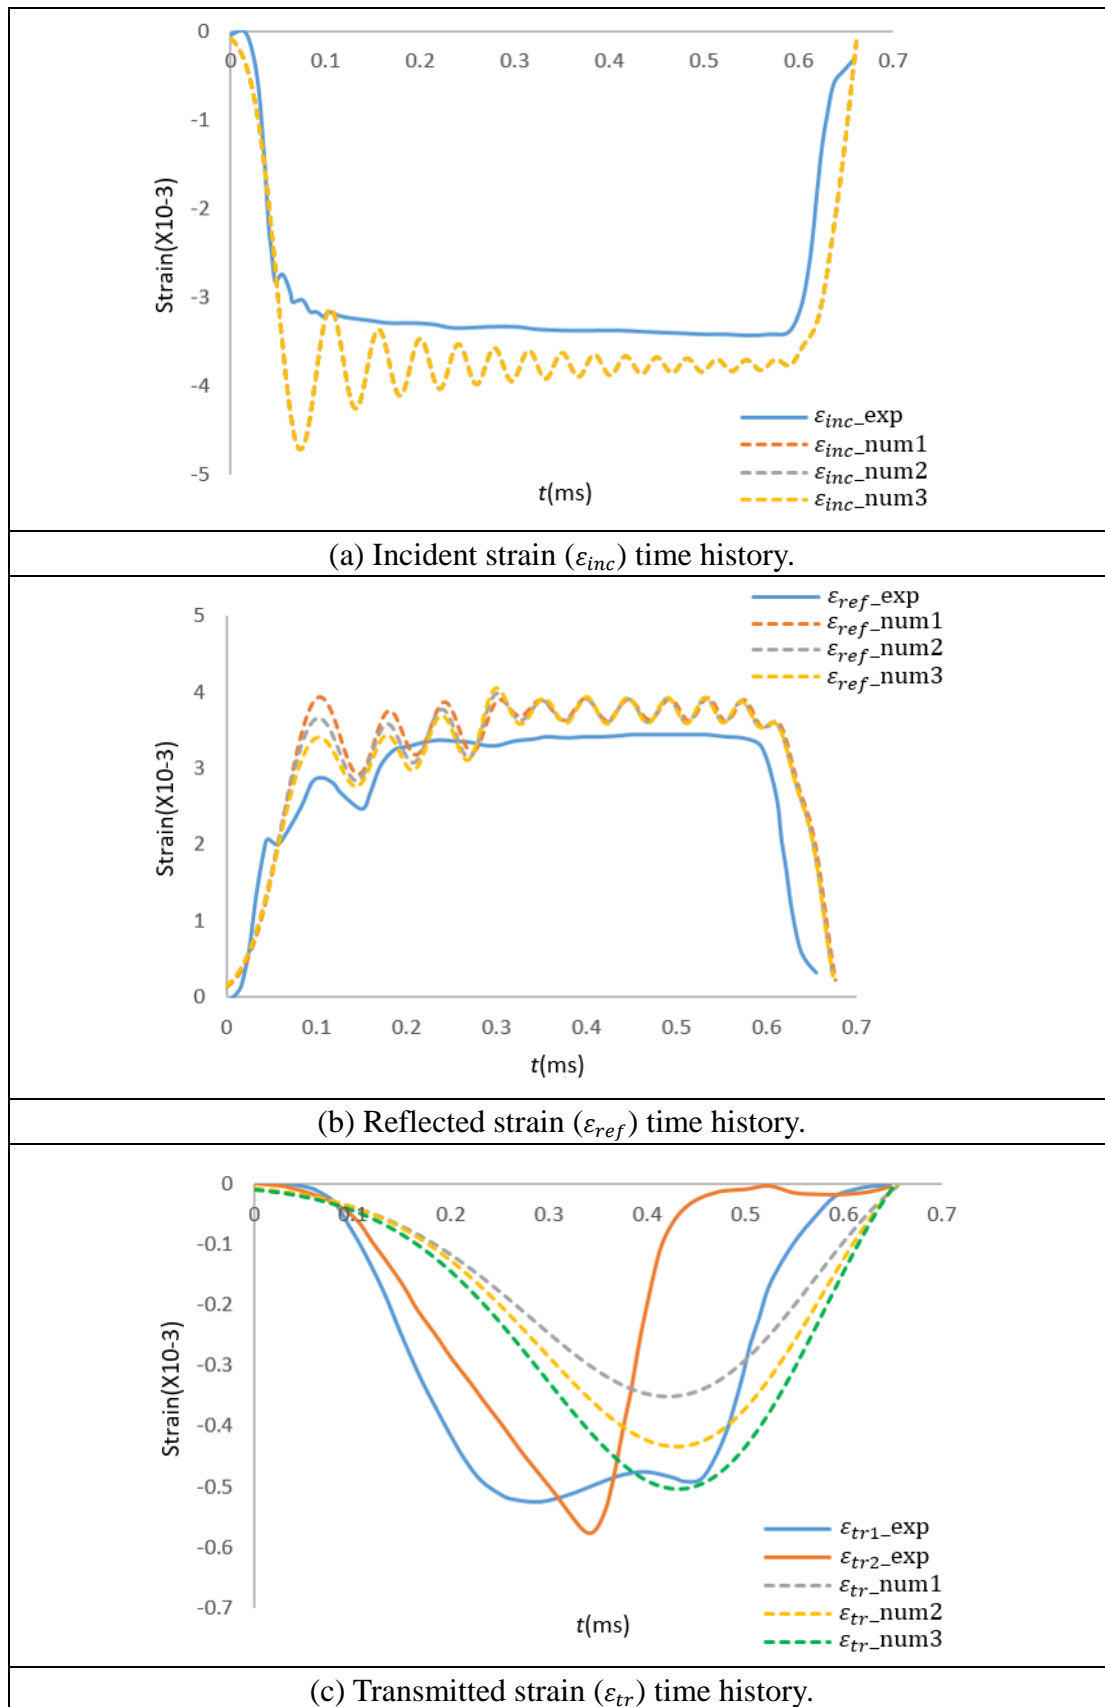 0
0
0.1
0.2
0.3
0.4
0.5
0.6
0.7
-1
-2
-3
-4
-5
Strain(X10-3)
t(ms)
ε_inc_exp
ε_inc_num1
ε_inc_num2
ε_inc_num3
(a) Incident strain (ε_inc) time history.
5
4
3
2
1
0
Strain(X10-3)
0
0.1
0.2
0.3
0.4
0.5
0.6
0.7
t(ms)
ε_ref_exp
ε_ref_num1
ε_ref_num2
ε_ref_num3
(b) Reflected strain (ε_ref) time history.
0
0
0.1
0.2
0.3
0.4
0.5
0.6
0.7
-0.1
-0.2
-0.3
-0.4
-0.5
-0.6
-0.7
Strain(X10-3)
t(ms)
ε_tr1_exp
ε_tr2_exp
ε_tr_num1
ε_tr_num2
ε_tr_num3
(c) Transmitted strain (ε_tr) time history.